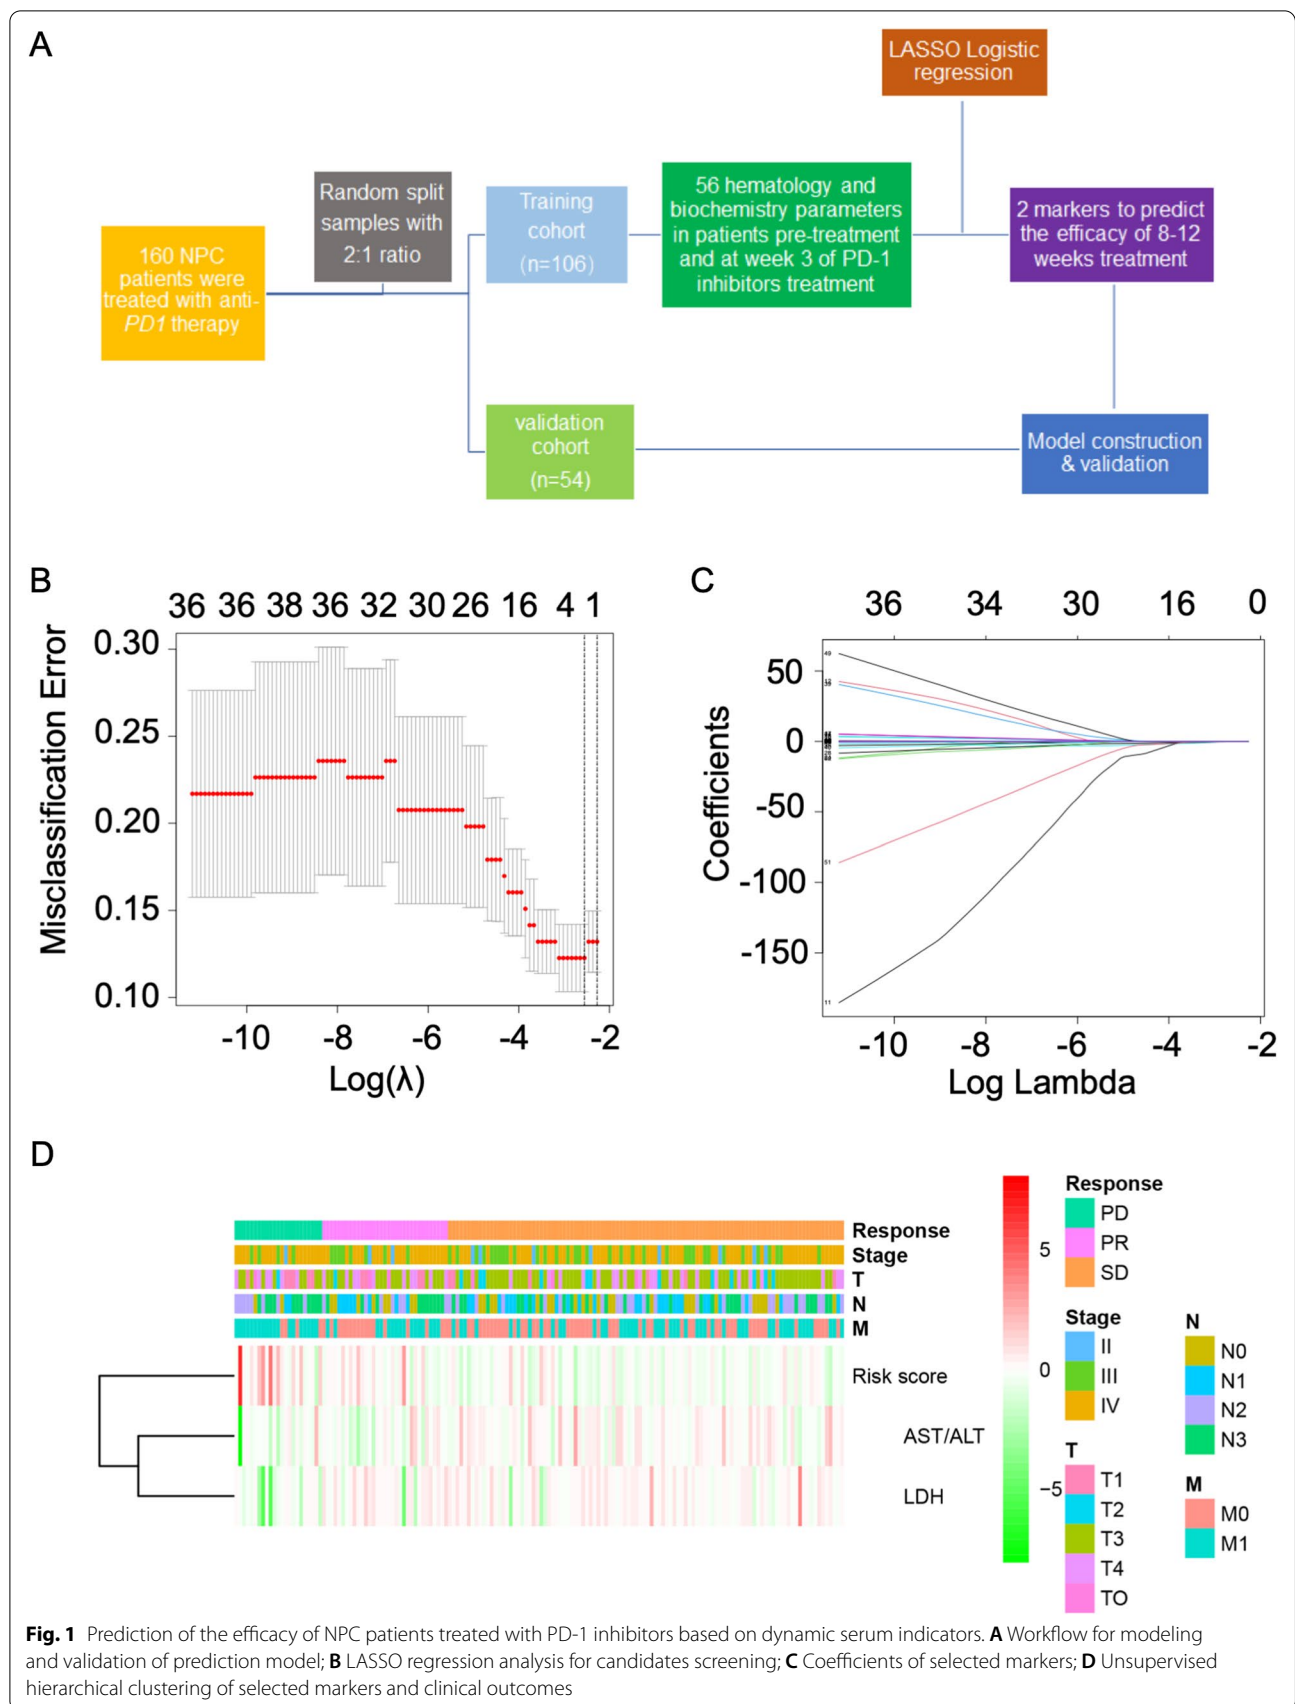 A
LASSO Logistic
regression
Random split
samples with
2:1 ratio
Training
cohort
(n=106)
56 hematology and
biochemistry parameters
in patients pre-treatment
and at week 3 of PD-1
inhibitors treatment
2 markers to predict
the efficacy of 8-12
weeks treatment
160 NPC
patients were
treated with anti-
PD1 therapy
validation
cohort
(n=54)
Model construction
& validation
B
36 36 38 36 32 30 26 16 4 1
0.30
0.25
0.20
0.15
0.10
Misclassification Error
-10 -8 -6 -4 -2
Log(λ)
C
36 34 30 16 0
50
0
-50
-100
-150
Coefficients
49
51
11
-10 -8 -6 -4 -2
Log Lambda
D
Response
Stage
T
N
M
Risk score
AST/ALT
LDH
5
0
−5
Response
PD
PR
SD
Stage
II
III
IV
T
T1
T2
T3
T4
TO
N
N0
N1
N2
N3
M
M0
M1
Fig. 1 Prediction of the efficacy of NPC patients treated with PD-1 inhibitors based on dynamic serum indicators. A Workflow for modeling
and validation of prediction model; B LASSO regression analysis for candidates screening; C Coefficients of selected markers; D Unsupervised
hierarchical clustering of selected markers and clinical outcomes